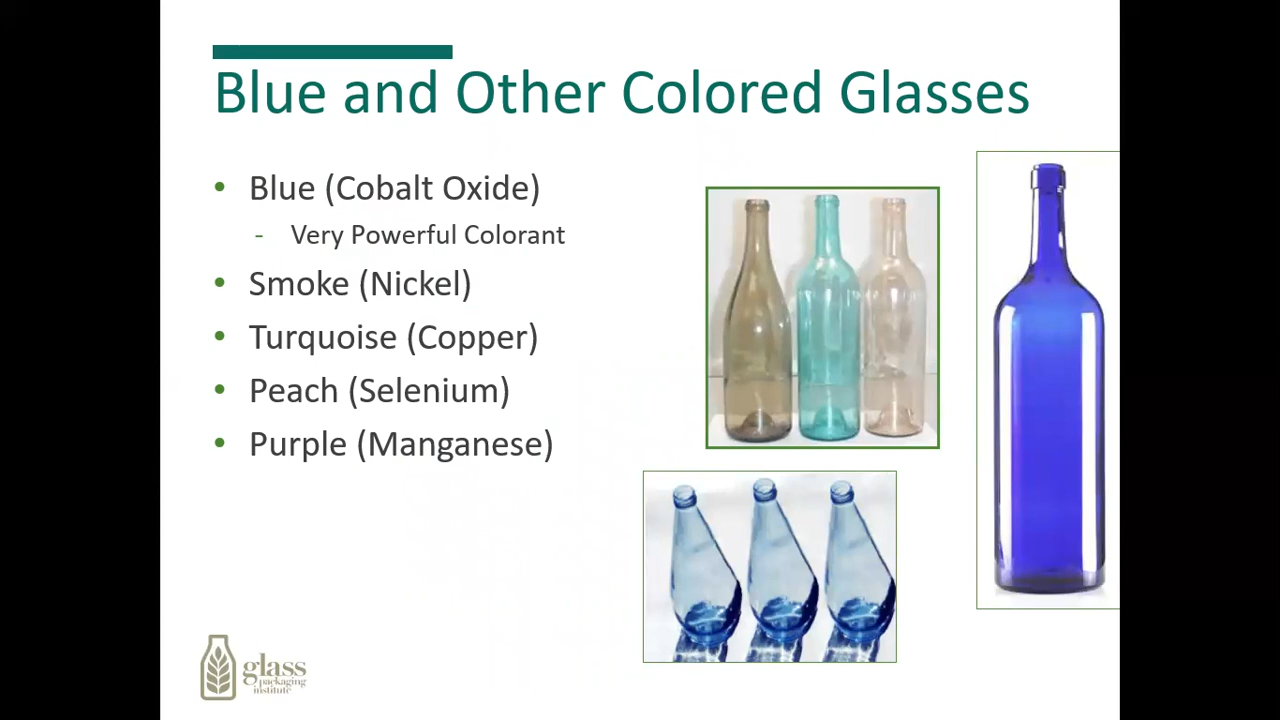 Blue and Other Colored Glasses
• Blue (Cobalt Oxide)
- Very Powerful Colorant
• Smoke (Nickel)
• Turquoise (Copper)
• Peach (Selenium)
• Purple (Manganese)
glass
packaging
institute